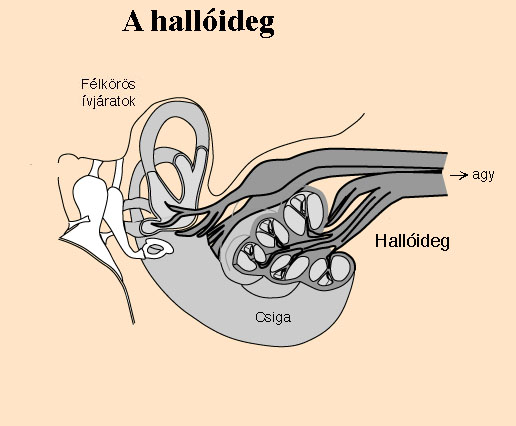 A hallóideg
Félkörös
ívjáratok
agy
Hallóideg
Csiga